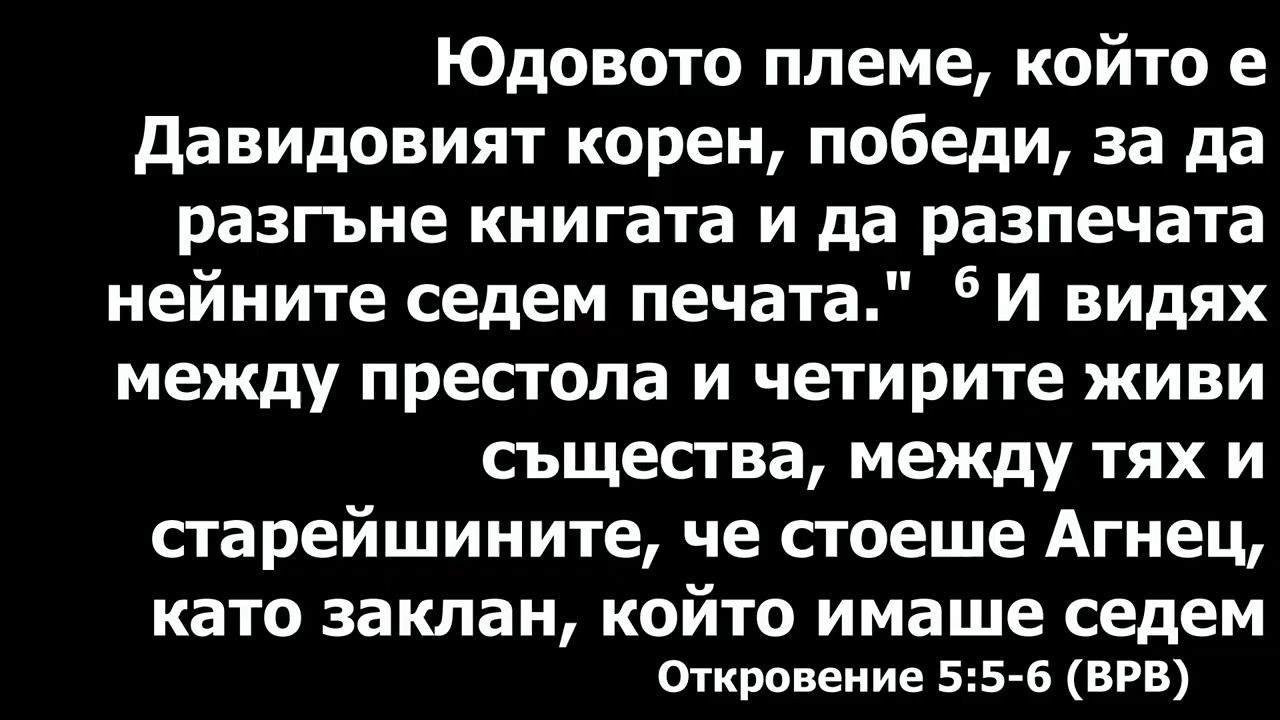 Юдовото племе, който е
Давидовият корен, победи, за да
разгъне книгата и да разпечата
нейните седем печата." 6 И видях
между престола и четирите живи
същества, между тях и
старейшините, че стоеше Агнец,
като заклан, който имаше седем
Откровение 5:5-6 (ВРВ)